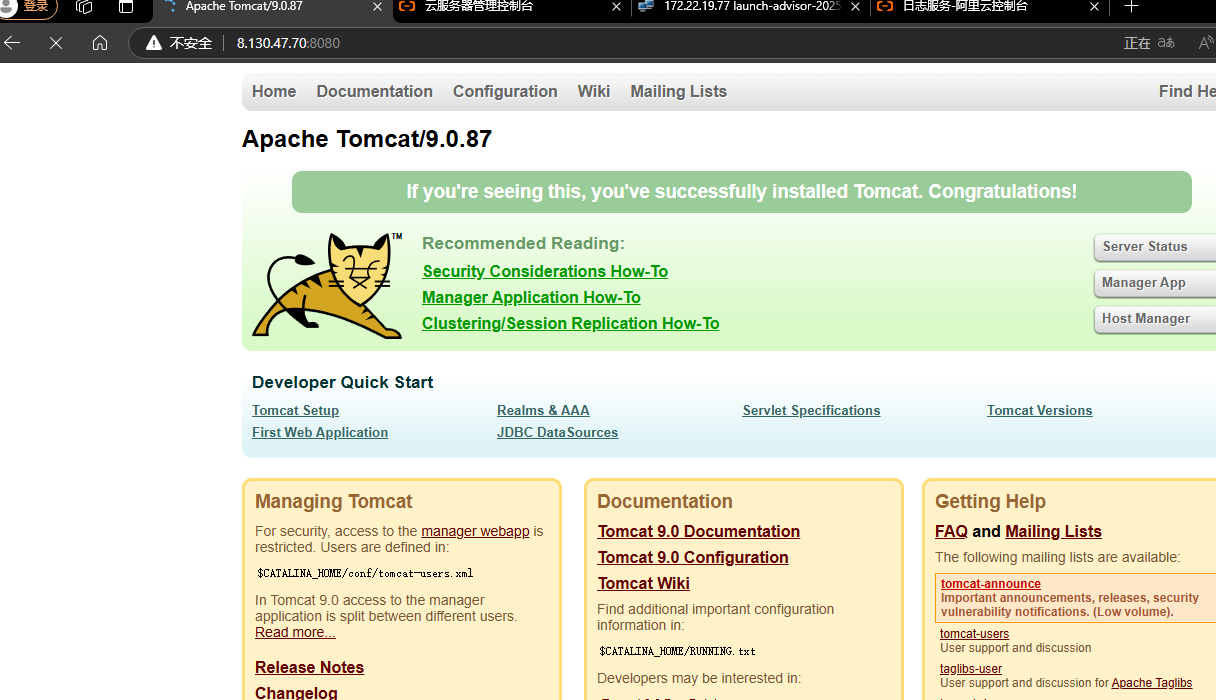 登录
Apache Tomcat/9.0.87
云服务器管理控制台
172.22.19.77 launch-advisor-2025
日志服务-阿里云控制台
不安全
8.130.47.70:8080
正在
Home Documentation Configuration Wiki Mailing Lists Find He
Apache Tomcat/9.0.87
If you're seeing this, you've successfully installed Tomcat. Congratulations!
TM
Recommended Reading:
Security Considerations How-To
Manager Application How-To
Clustering/Session Replication How-To
Server Status
Manager App
Host Manager
Developer Quick Start
Tomcat Setup
First Web Application
Realms & AAA
JDBC DataSources
Servlet Specifications
Tomcat Versions
Managing Tomcat
For security, access to the manager webapp is
restricted. Users are defined in:
$CATALINA_HOME/conf/tomcat-users.xml
In Tomcat 9.0 access to the manager
application is split between different users.
Read more...
Release Notes
Changelog
Documentation
Tomcat 9.0 Documentation
Tomcat 9.0 Configuration
Tomcat Wiki
Find additional important configuration
information in:
$CATALINA_HOME/RUNNING.txt
Developers may be interested in:
Getting Help
FAQ and Mailing Lists
The following mailing lists are available:
tomcat-announce
Important announcements, releases, security
vulnerability notifications. (Low volume).
tomcat-users
User support and discussion
taglibs-user
User support and discussion for Apache Taglibs